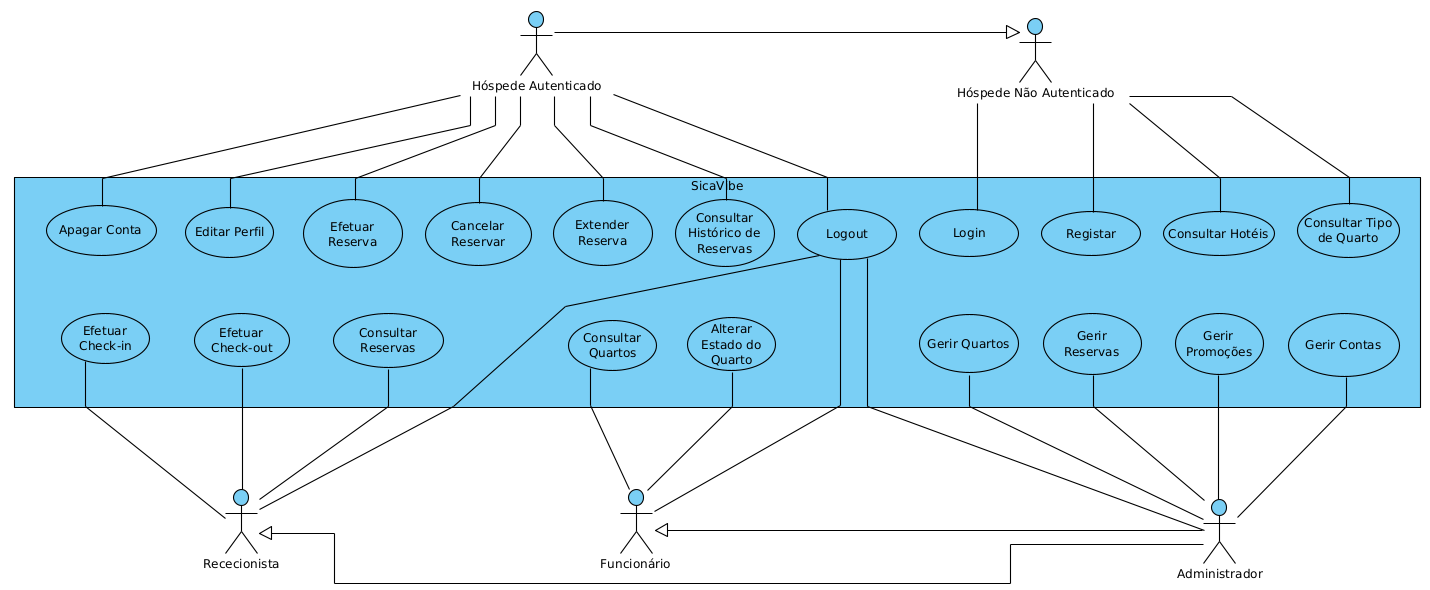 Hóspede Autenticado
Hóspede Não Autenticado
SicaVibe
Apagar Conta
Editar Perfil
Efetuar
Reserva
Cancelar
Reservar
Extender
Reserva
Consultar
Histórico de
Reservas
Logout
Login
Registar
Consultar Hotéis
Consultar Tipo
de Quarto
Efetuar
Check-in
Efetuar
Check-out
Consultar
Reservas
Consultar
Quartos
Alterar
Estado do
Quarto
Gerir Quartos
Gerir
Reservas
Gerir
Promoções
Gerir Contas
Rececionista
Funcionário
Administrador